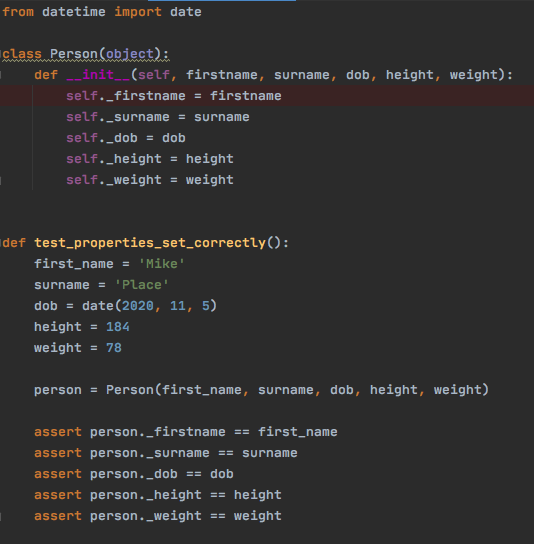 from datetime import date
class Person(object):
    def __init__(self, firstname, surname, dob, height, weight):
        self._firstname = firstname
        self._surname = surname
        self._dob = dob
        self._height = height
        self._weight = weight
def test_properties_set_correctly():
    first_name = 'Mike'
    surname = 'Place'
    dob = date(2020, 11, 5)
    height = 184
    weight = 78
    person = Person(first_name, surname, dob, height, weight)
    assert person._firstname == first_name
    assert person._surname == surname
    assert person._dob == dob
    assert person._height == height
    assert person._weight == weight